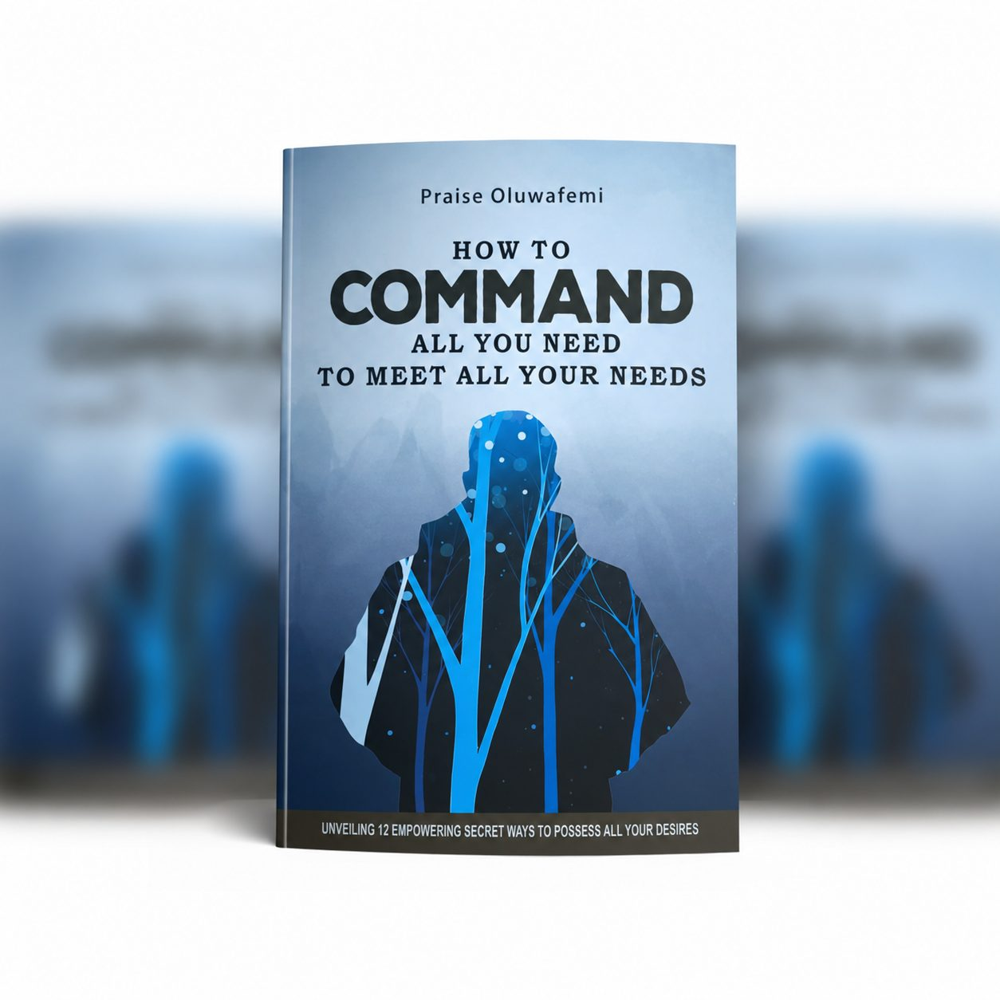 Praise Oluwafemi
HOW TO
COMMAND
ALL YOU NEED
TO MEET ALL YOUR NEEDS
UNVEILING 12 EMPOWERING SECRET WAYS TO POSSESS ALL YOUR DESIRES